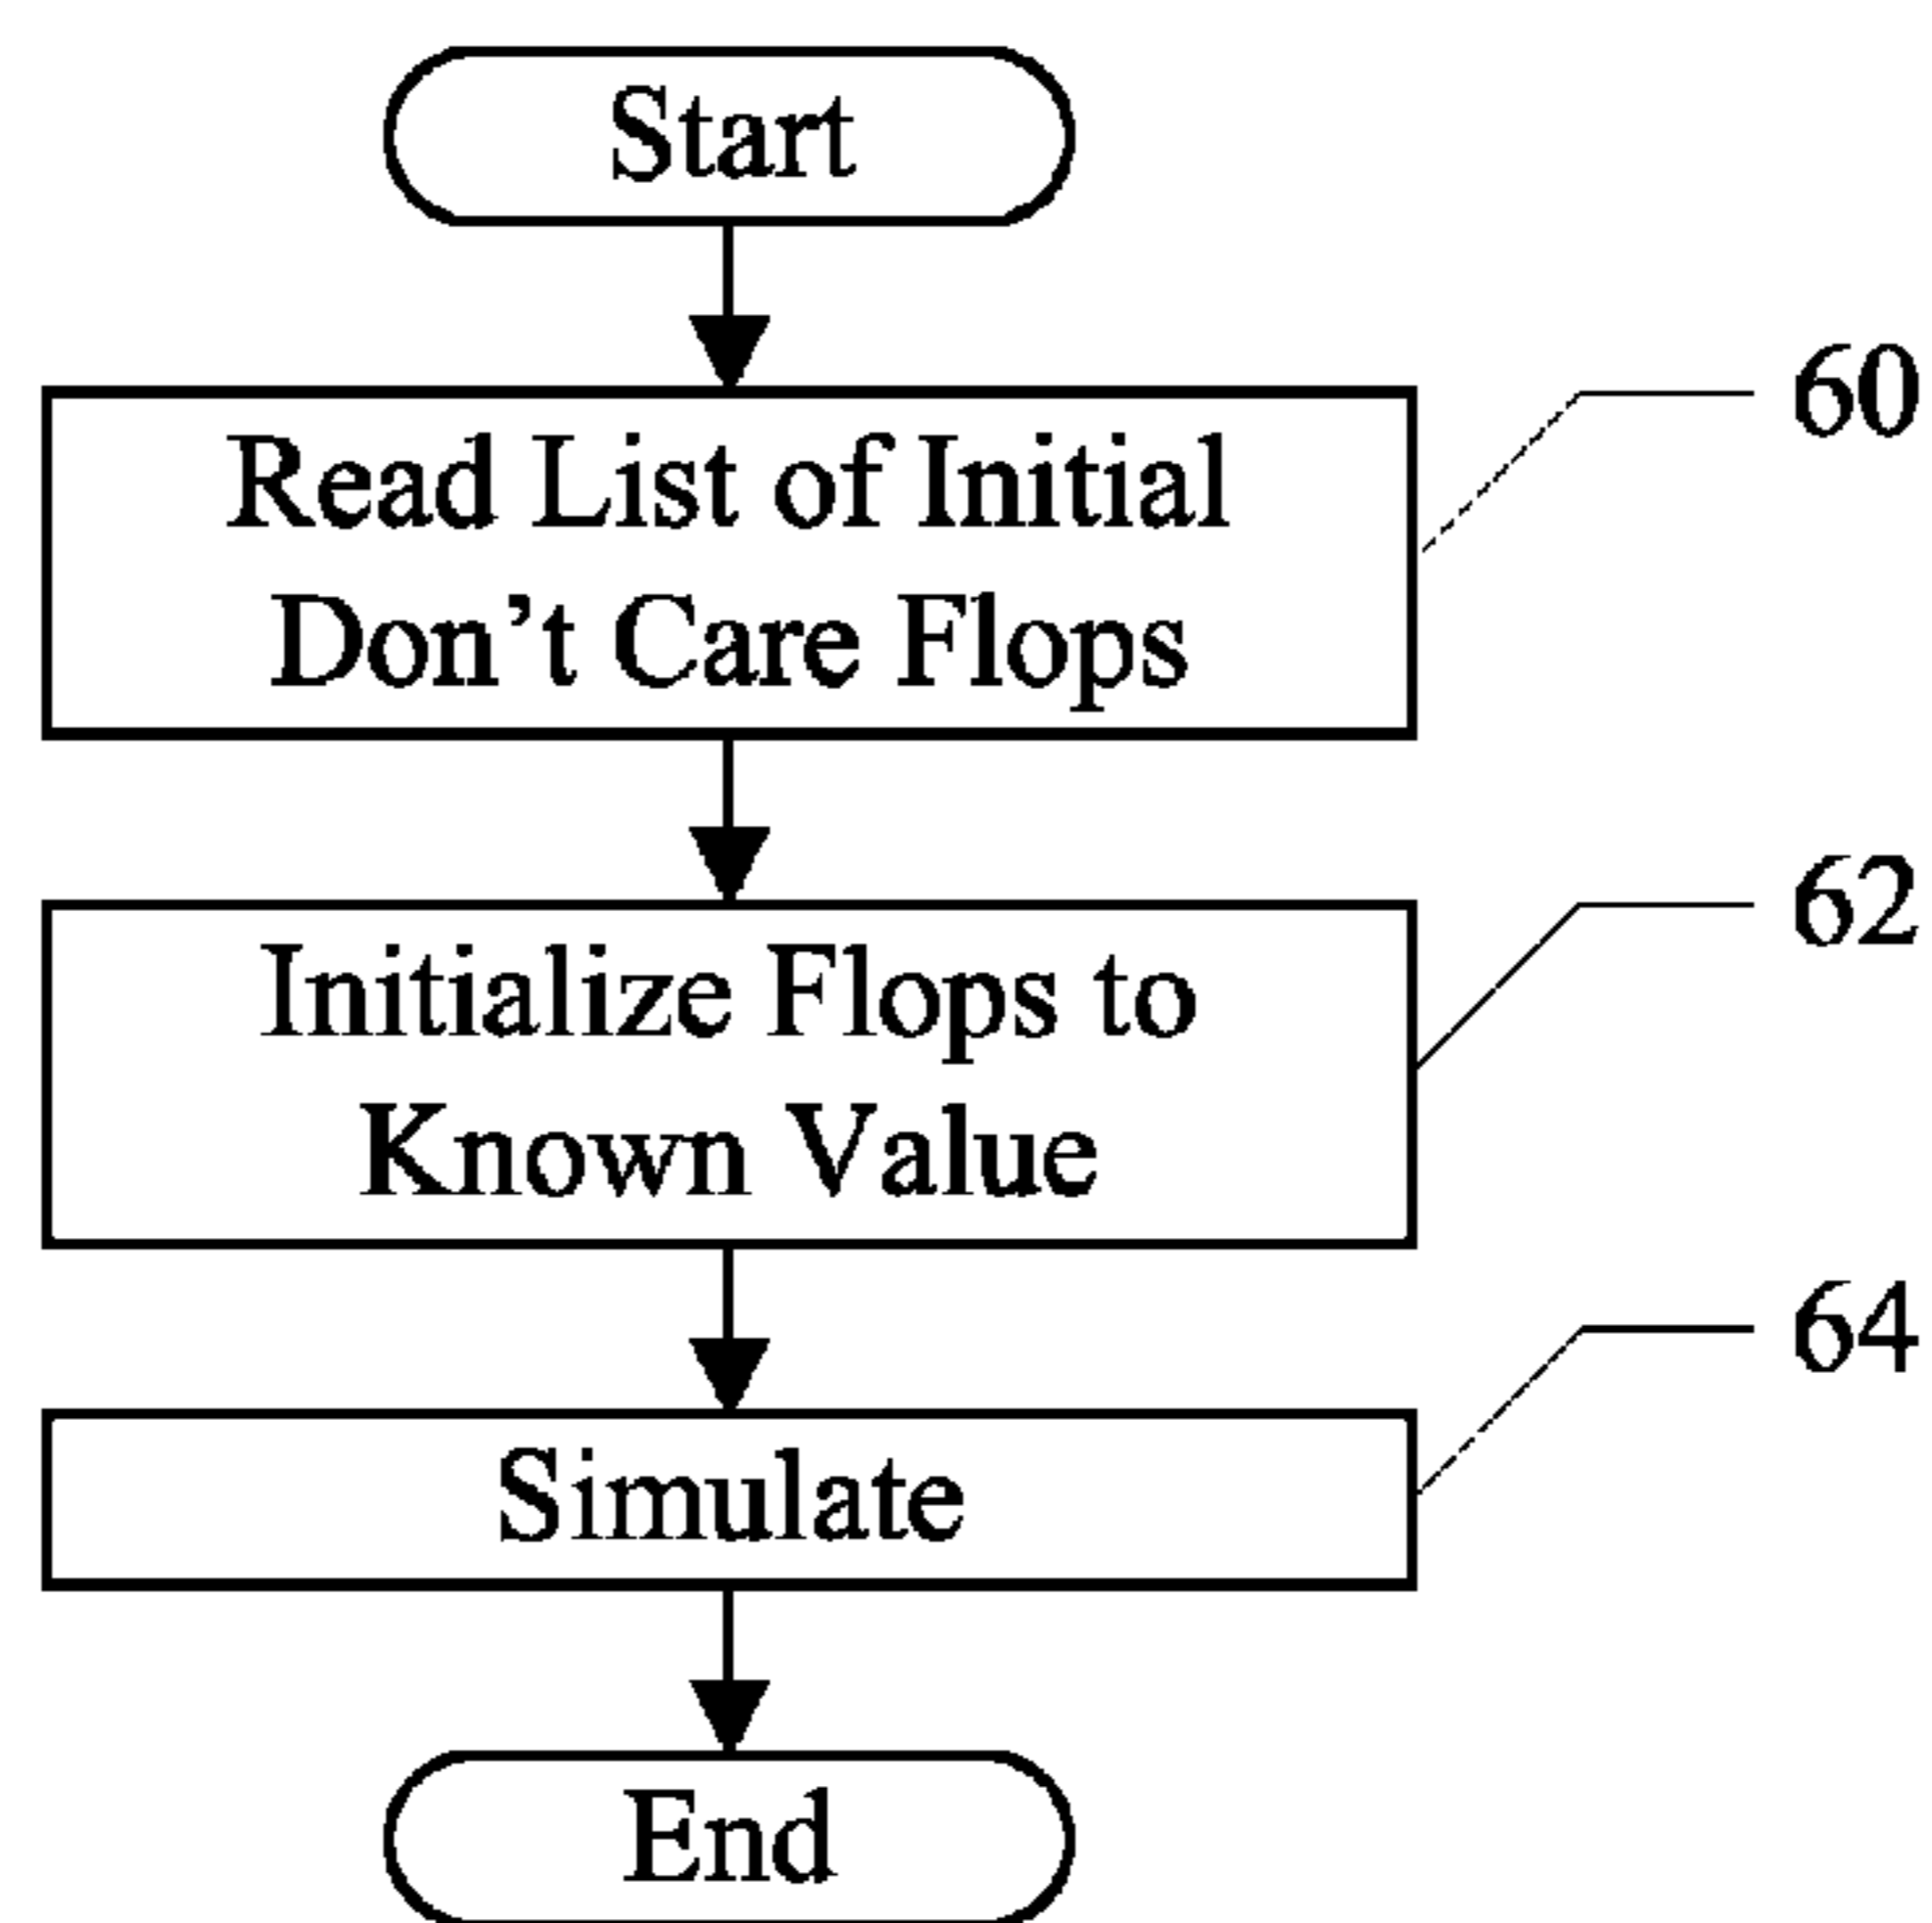 Start
60
Read List of Initial
Don't Care Flops
62
Initialize Flops to
Known Value
64
Simulate
End